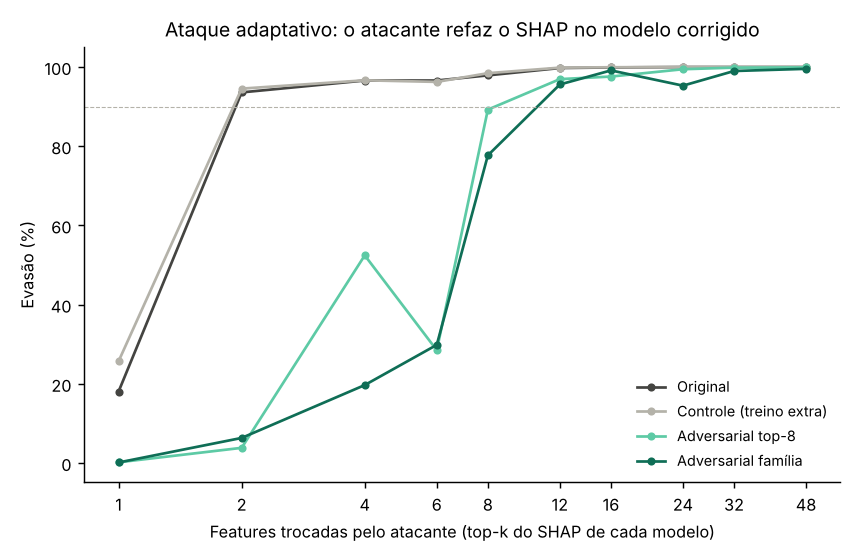 Ataque adaptativo: o atacante refaz o SHAP no modelo corrigido
Evasão (%)
100
80
60
40
20
0
1 2 4 6 8 12 16 24 32 48
Features trocadas pelo atacante (top-k do SHAP de cada modelo)
Original
Controle (treino extra)
Adversarial top-8
Adversarial família